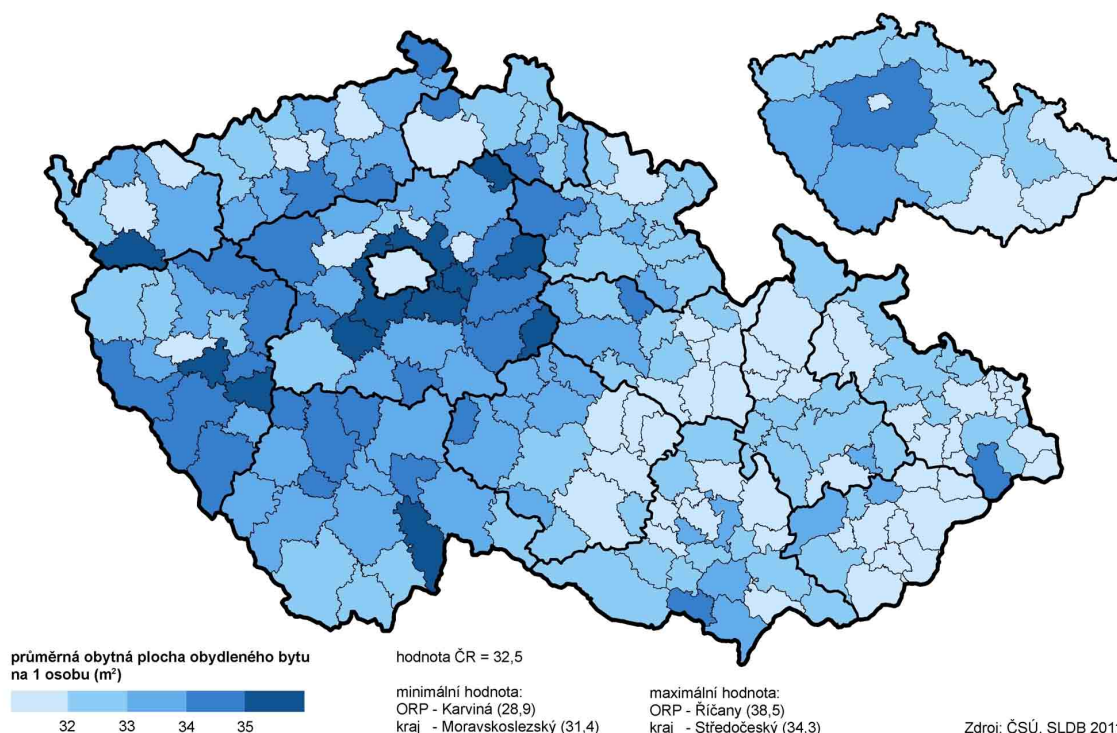 průměrná obytná plocha obydleného bytu
na 1 osobu (m²)
32 33 34 35
hodnota ČR = 32,5
minimální hodnota:
ORP - Karviná (28,9)
kraj - Moravskoslezský (31,4)
maximální hodnota:
ORP - Říčany (38,5)
kraj - Středočeský (34,3)
Zdroj: ČSÚ, SLDB 2011